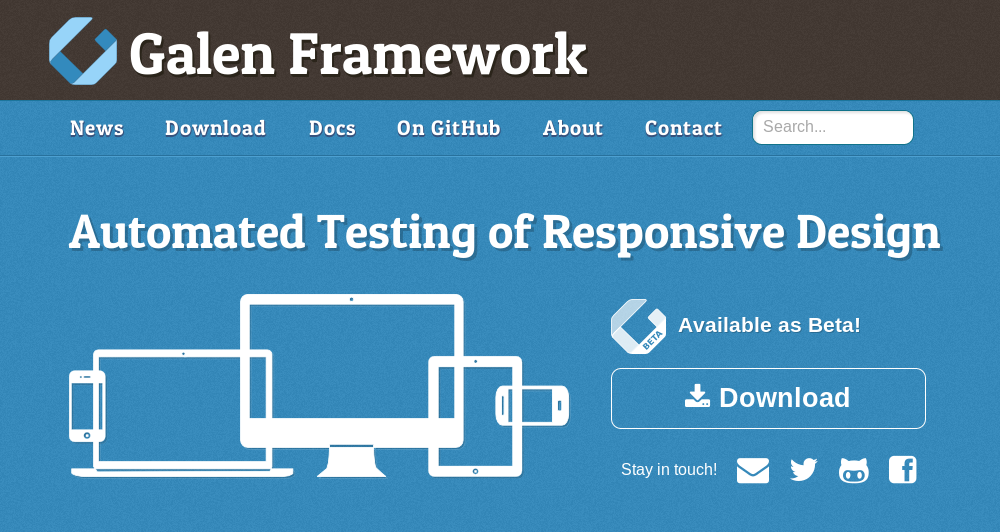 Galen Framework
News Download Docs On GitHub About Contact Search...
Automated Testing of Responsive Design
BETA
Available as Beta!
Download
Stay in touch!